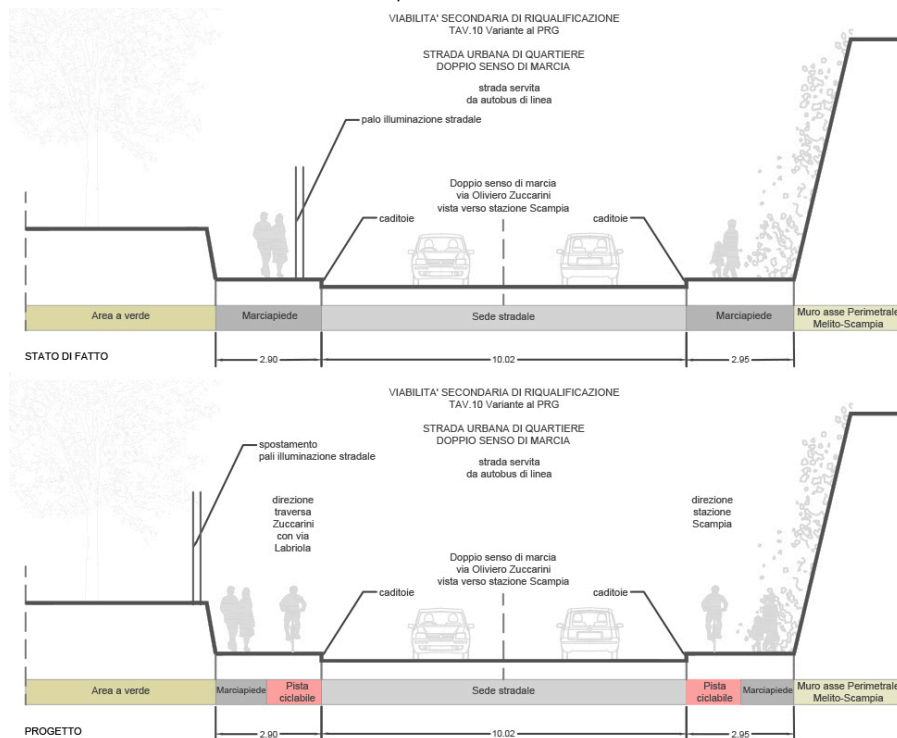 VIABILITA' SECONDARIA DI RIQUALIFICAZIONE
TAV.10 Variante al PRG
STRADA URBANA DI QUARTIERE
DOPPIO SENSO DI MARCIA
strada servita
da autobus di linea
palo illuminazione stradale
Doppio senso di marcia
via Oliviero Zuccarini
vista verso stazione Scampia
caditoie
caditoie
Area a verde
Marciapiede
Sede stradale
Marciapiede
Muro asse Perimetrale
Melito-Scampia
STATO DI FATTO
2.90
10.02
2.95
VIABILITA' SECONDARIA DI RIQUALIFICAZIONE
TAV.10 Variante al PRG
STRADA URBANA DI QUARTIERE
DOPPIO SENSO DI MARCIA
strada servita
da autobus di linea
spostamento
pali illuminazione stradale
direzione
traversa
Zuccarini
con via
Labriola
direzione
stazione
Scampia
Doppio senso di marcia
via Oliviero Zuccarini
vista verso stazione Scampia
caditoie
caditoie
Area a verde
Marciapiede
Pista
ciclabile
Sede stradale
Pista
ciclabile
Marciapiede
Muro asse Perimetrale
Melito-Scampia
PROGETTO
2.90
10.02
2.95